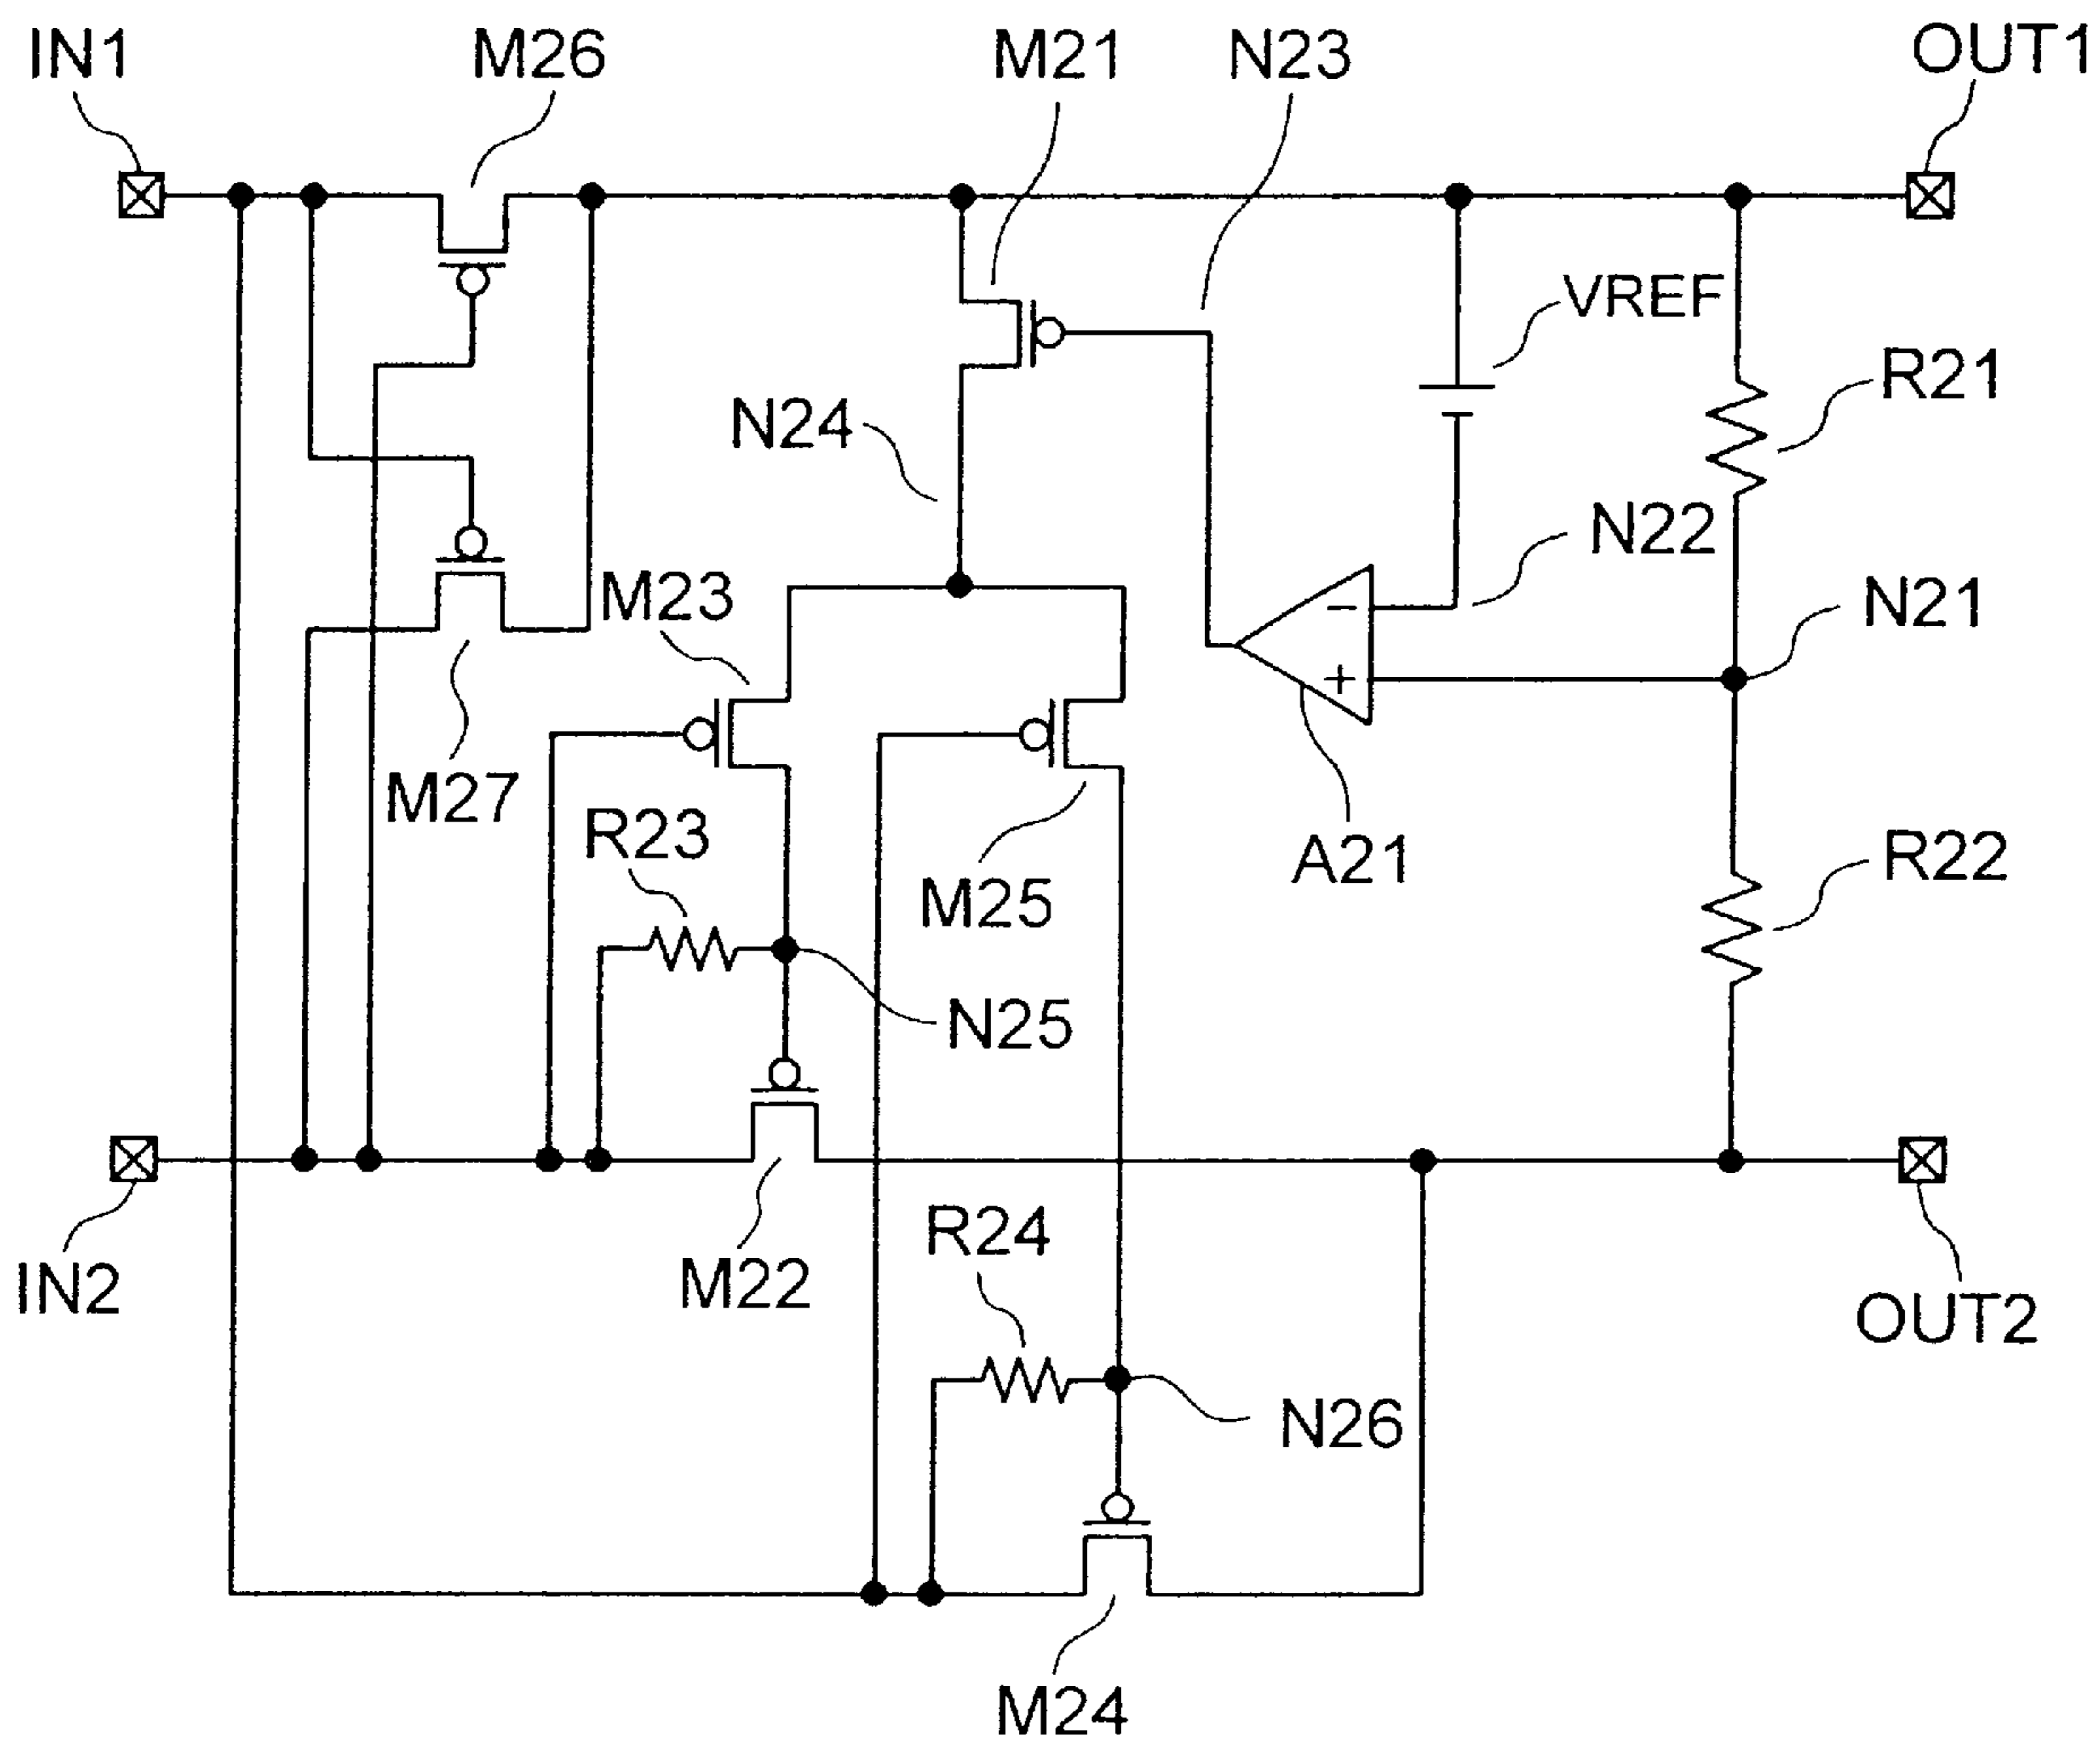 IN1
M26
M21
N23
OUT1
VREF
R21
N24
N22
M23
N21
M27
R23
M25
A21
R22
N25
R24
IN2
M22
OUT2
N26
M24
−
+